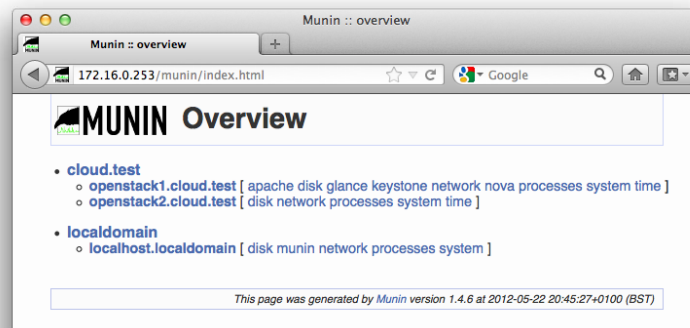 Munin :: overview
Munin :: overview
172.16.0.253/munin/index.html
Google
MUNIN Overview
cloud.test
openstack1.cloud.test [ apache disk glance keystone network nova processes system time ]
openstack2.cloud.test [ disk network processes system time ]
localdomain
localhost.localdomain [ disk munin network processes system ]
This page was generated by Munin version 1.4.6 at 2012-05-22 20:45:27+0100 (BST)